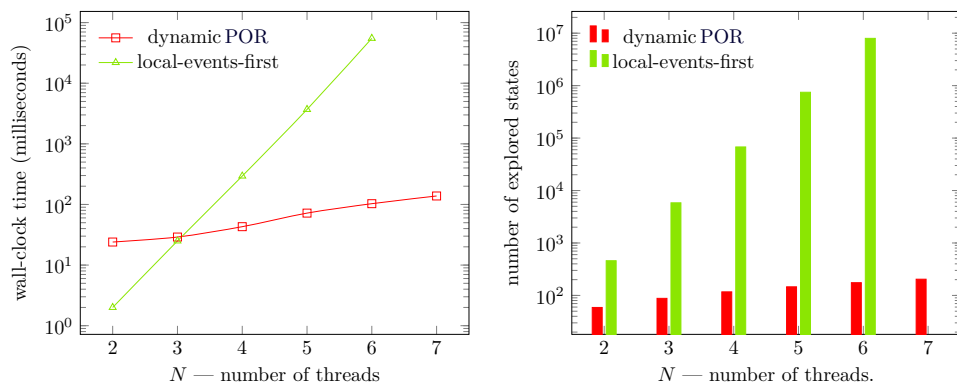 dynamic POR
local-events-first
10^5
10^4
10^3
10^2
10^1
10^0
wall-clock time (milliseconds)
2 3 4 5 6 7
N — number of threads
dynamic POR
local-events-first
10^7
10^6
10^5
10^4
10^3
10^2
number of explored states
2 3 4 5 6 7
N — number of threads.